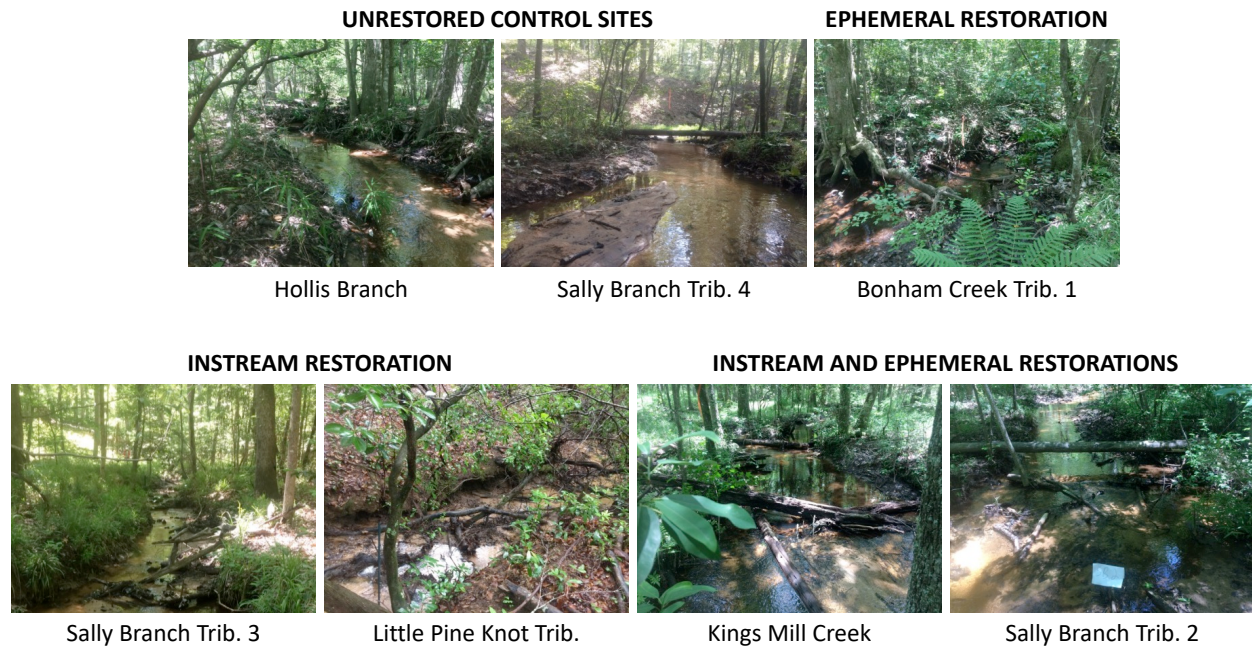 UNRESTORED CONTROL SITES
EPHEMERAL RESTORATION
Hollis Branch
Sally Branch Trib. 4
Bonham Creek Trib. 1
INSTREAM RESTORATION
INSTREAM AND EPHEMERAL RESTORATIONS
Sally Branch Trib. 3
Little Pine Knot Trib.
Kings Mill Creek
Sally Branch Trib. 2